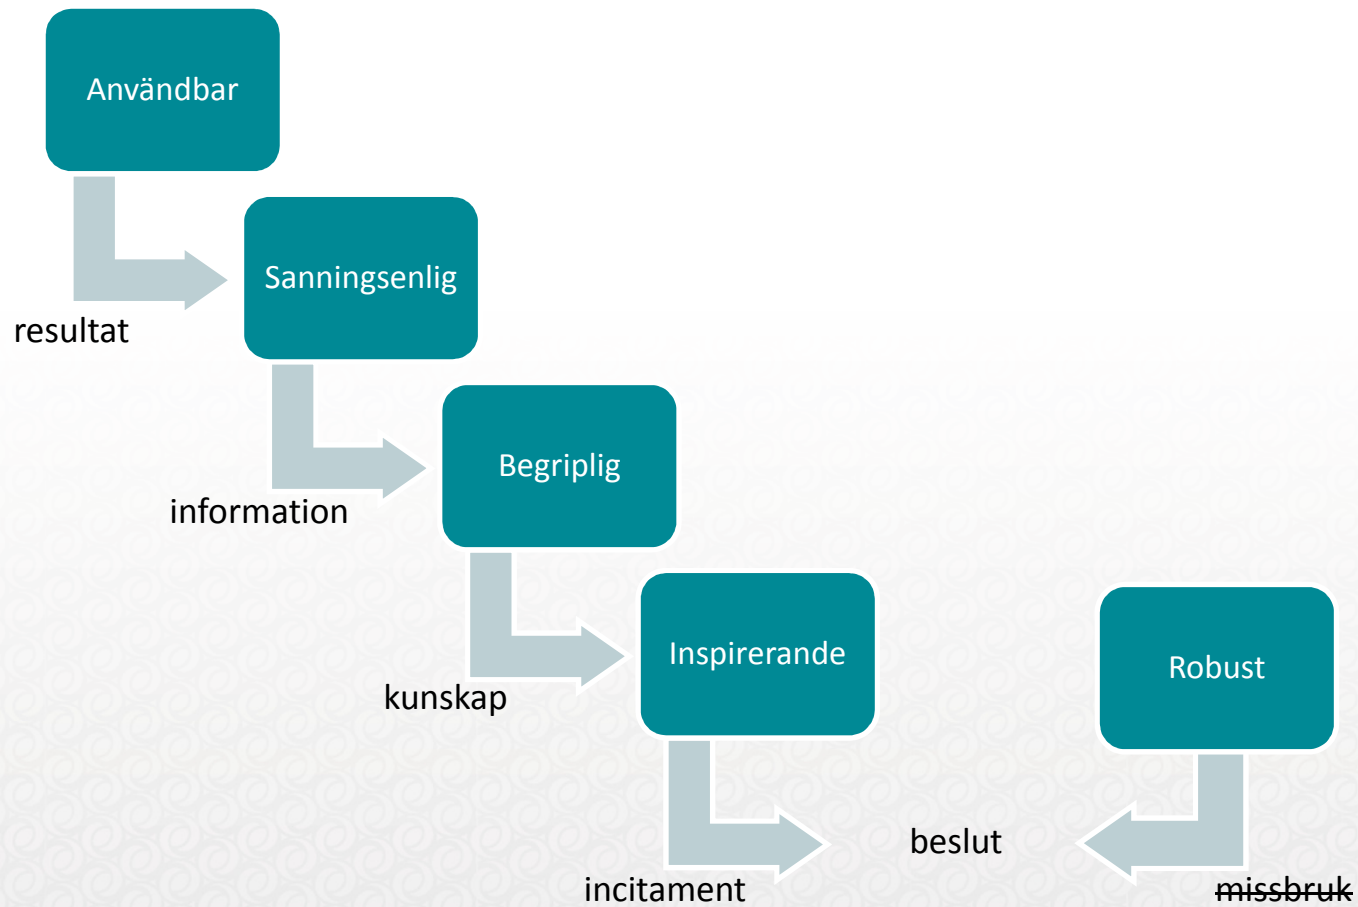 Användbar
resultat
Sanningsenlig
information
Begriplig
kunskap
Inspirerande
incitament
beslut
Robust
missbruk